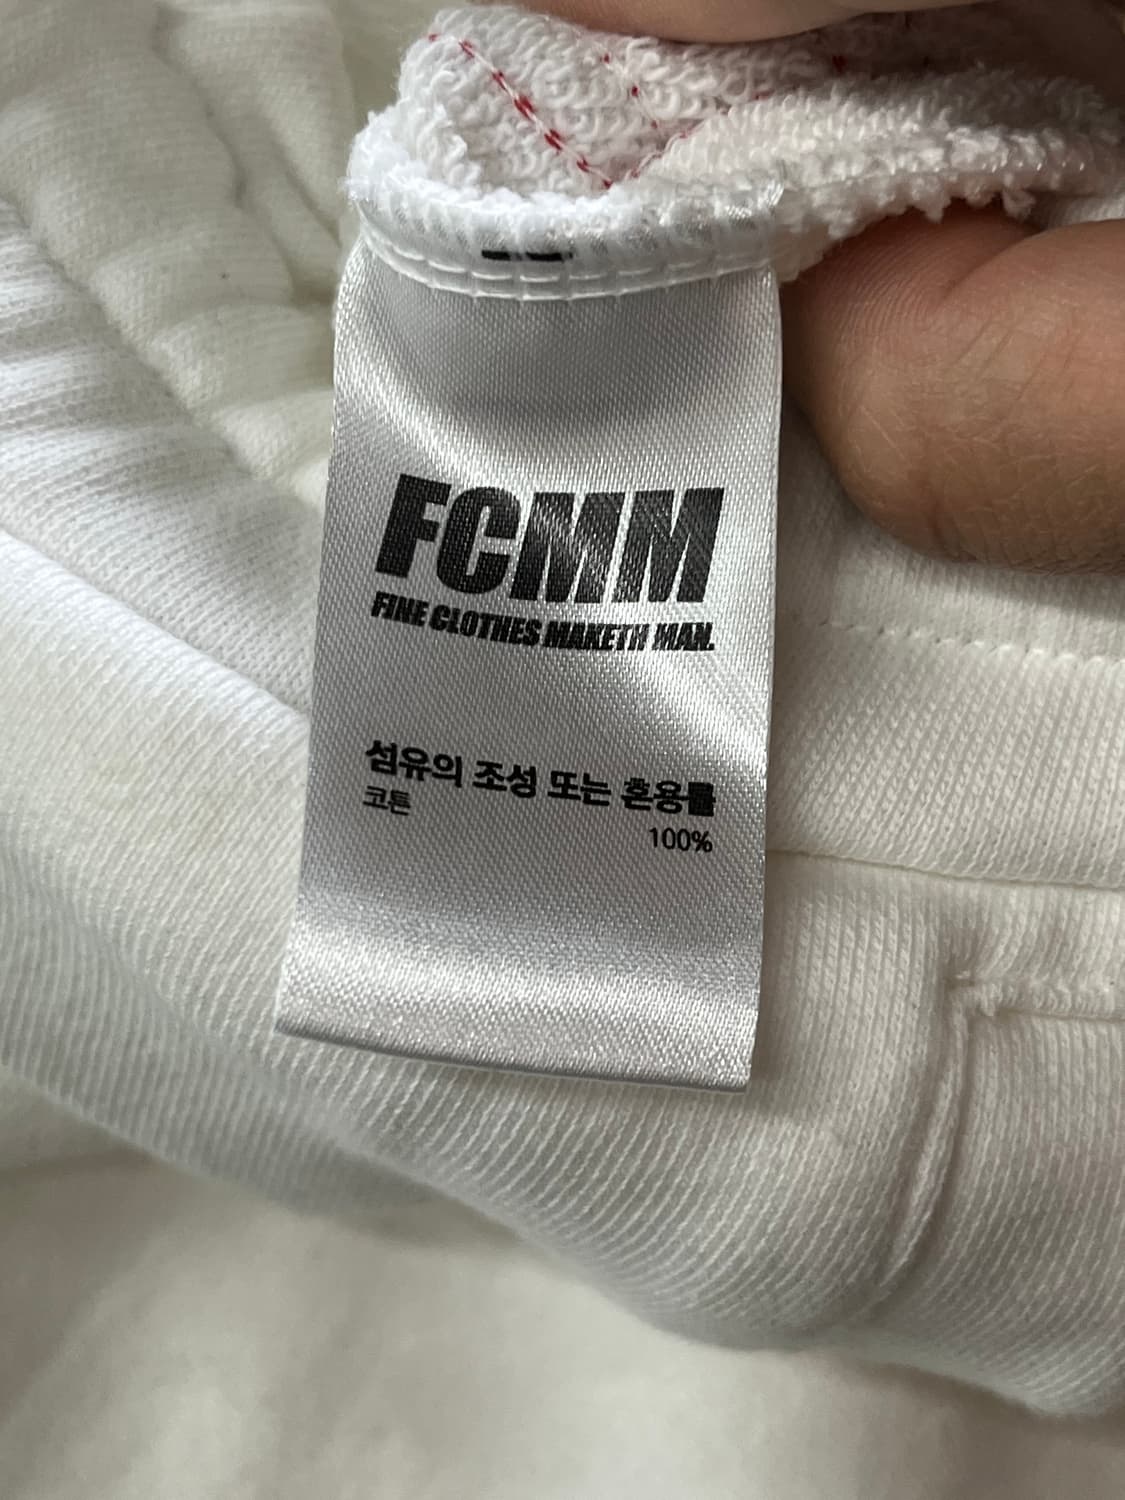 FCMM
FINE CLOTHES MAKETH MAN.
섬유의 조성 또는 혼용률
코튼
100%